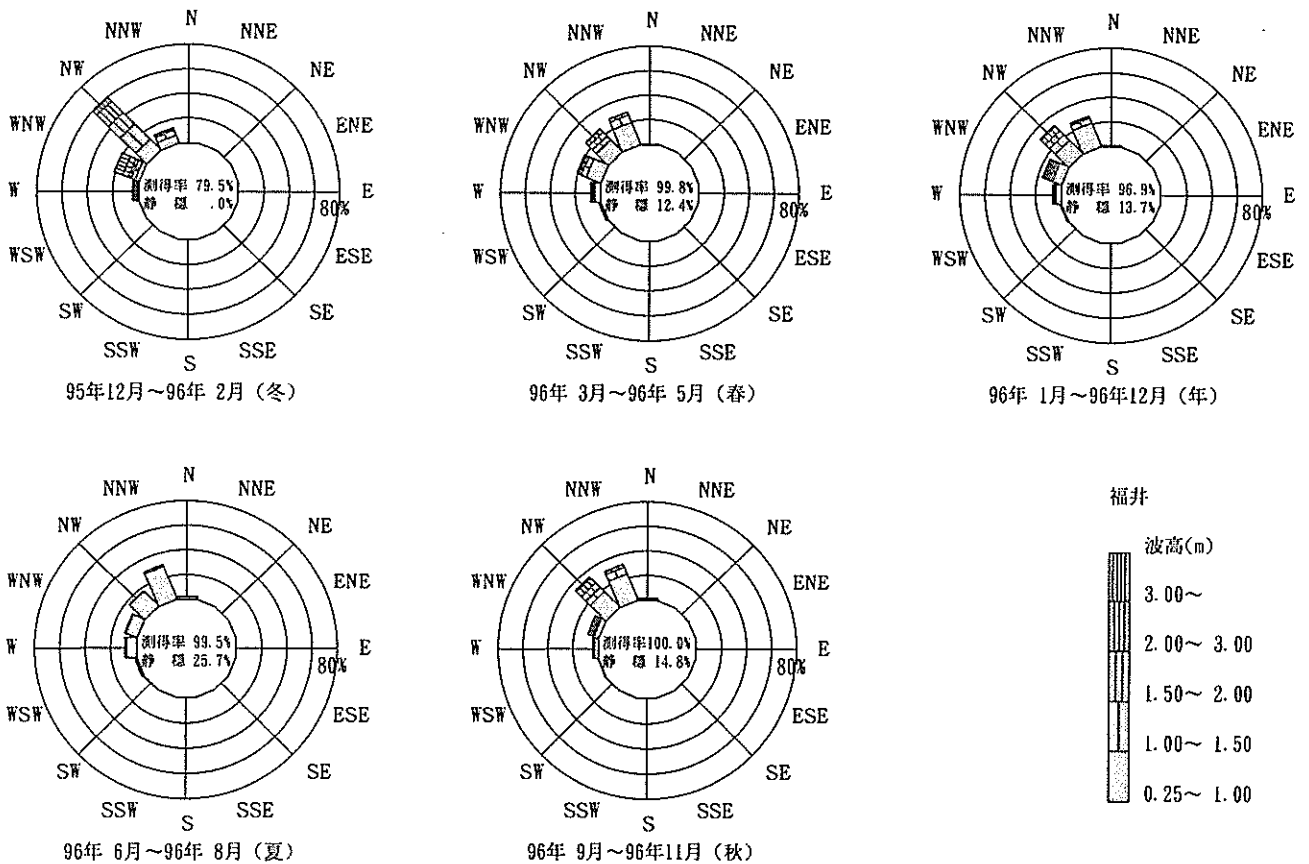 N
NNW NNE
NW NE
WNW ENE
W E
測得率 79.5%
静 穏 .0%
80%
WSW ESE
SW SE
SSW SSE
S
95年12月～96年 2月 (冬)
N
NNW NNE
NW NE
WNW ENE
W E
測得率 99.8%
静 穏 12.4%
80%
WSW ESE
SW SE
SSW SSE
S
96年 3月～96年 5月 (春)
N
NNW NNE
NW NE
WNW ENE
W E
測得率 96.9%
静 穏 13.7%
80%
WSW ESE
SW SE
SSW SSE
S
96年 1月～96年12月 (年)
N
NNW NNE
NW NE
WNW ENE
W E
測得率 99.5%
静 穏 25.7%
80%
WSW ESE
SW SE
SSW SSE
S
96年 6月～96年 8月 (夏)
N
NNW NNE
NW NE
WNW ENE
W E
測得率100.0%
静 穏 14.8%
80%
WSW ESE
SW SE
SSW SSE
S
96年 9月～96年11月 (秋)
福井
波高(m)
3.00～
2.00～ 3.00
1.50～ 2.00
1.00～ 1.50
0.25～ 1.00